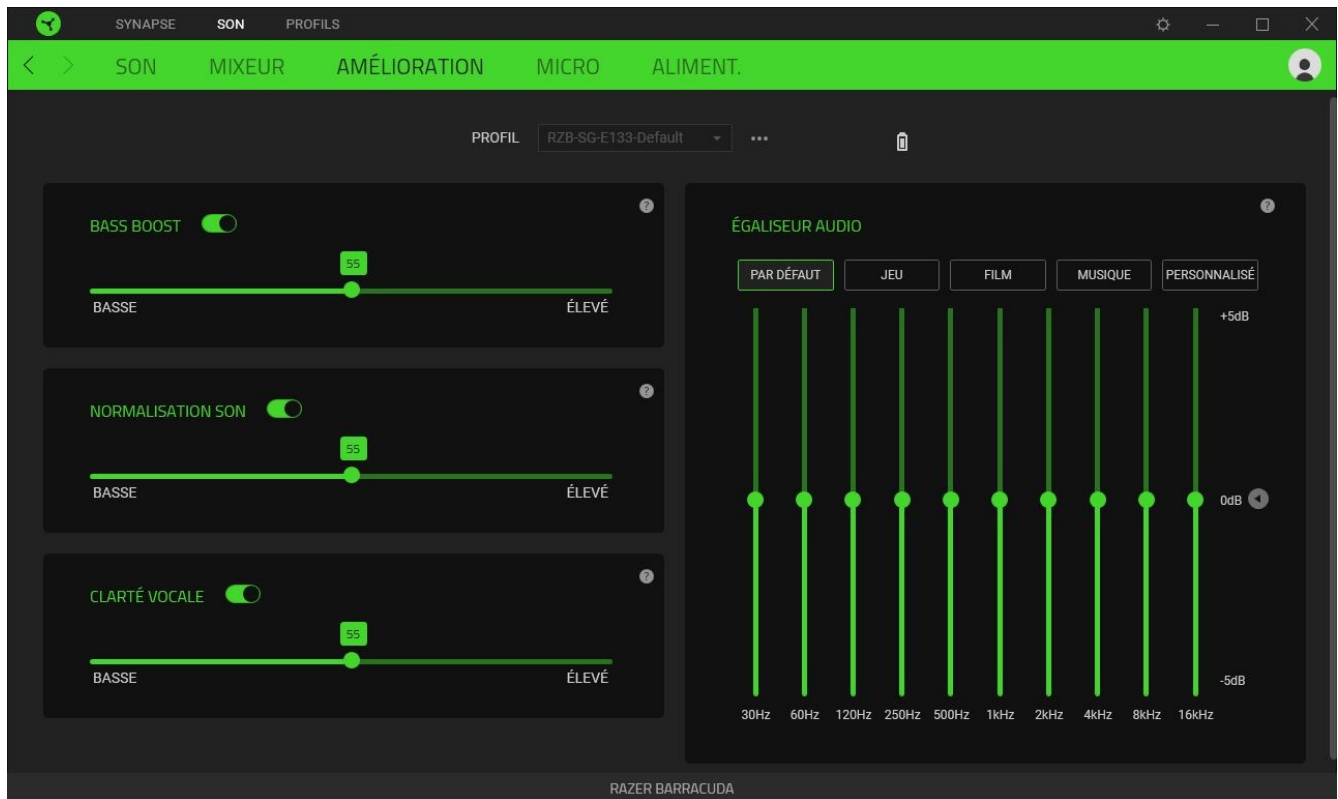 SYNAPSE SON PROFILS
SON MIXEUR AMÉLIORATION MICRO ALIMENT.
PROFIL RZB-SG-E133-Default
BASS BOOST
55
BASSE ÉLEVÉ
NORMALISATION SON
55
BASSE ÉLEVÉ
CLARTÉ VOCALE
55
BASSE ÉLEVÉ
ÉGALISEUR AUDIO
PAR DÉFAUT JEU FILM MUSIQUE PERSONNALISÉ
+5dB
0dB
-5dB
30Hz 60Hz 120Hz 250Hz 500Hz 1kHz 2kHz 4kHz 8kHz 16kHz
RAZER BARRACUDA